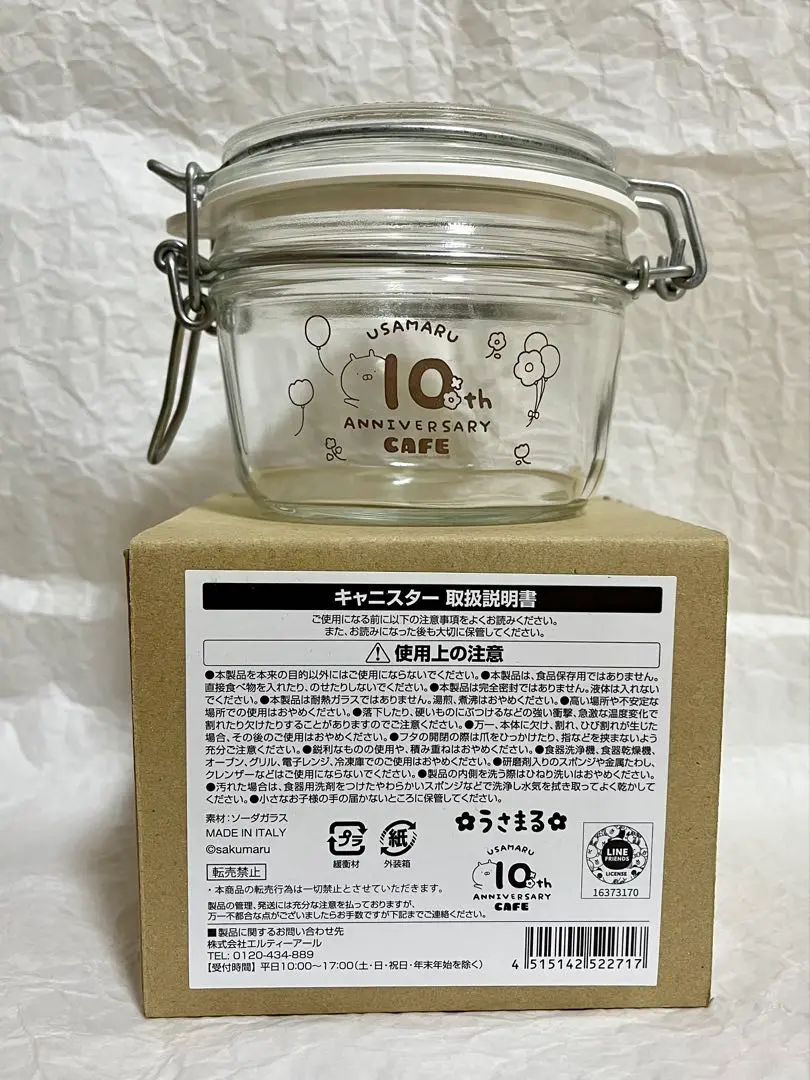 USAMARU
10th
ANNIVERSARY
CAFE
キャニスター 取扱説明書
ご使用になる前に以下の注意事項をよくお読みください。
また、お読みになった後も大切に保管してください。
使用上の注意
●本製品を本来の目的以外にはご使用にならないでください。●本製品は、食品保存用ではありません。
直接食べ物を入れたり、のせたりしないでください。●本製品は完全密封ではありません。液体は入れない
でください。●本製品は耐熱ガラスではありません。湯煎、煮沸はおやめください。●高い場所や不安定な
場所での使用はおやめください。●落下したり、硬いものにぶつけるなどの強い衝撃、急激な温度変化で
割れたり欠けたりすることがありますのでご注意ください。●万一、本体に欠け、割れ、ひび割れが生じた
場合、その後のご使用はおやめください。●フタの開閉の際は爪をひっかけたり、指などを挟まないよう
充分ご注意ください。●鋭利なものの使用や、積み重ねはおやめください。●食器洗浄機、食器乾燥機、
オーブン、グリル、電子レンジ、冷凍庫でのご使用はおやめください。●研磨剤入りのスポンジや金属たわし、
クレンザーなどはご使用にならないでください。●製品の内側を洗う際はひねり洗いはおやめください。
●汚れた場合は、食器用洗剤をつけたやわらかいスポンジなどで洗浄し水気を拭き取ってよく乾かして
ください。●小さなお子様の手の届かないところに保管してください。
素材:ソーダガラス
MADE IN ITALY
©sakumaru
プラ
緩衝材
紙
外装箱
✿うさまる✿
USAMARU
10th
ANNIVERSARY
CAFE
LINE
FRIENDS
LICENSE
16373170
転売禁止
・本商品の転売行為は一切禁止とさせていただきます。
製品の管理、発送には充分な注意を払っておりますが、
万一不都合な点がございましたらお手数ですが下記までご連絡ください。
■製品に関するお問い合わせ先
株式会社エルティーアール
TEL: 0120-434-889
【受付時間】平日10:00～17:00(土・日・祝日・年末年始を除く)
4 515142 522717